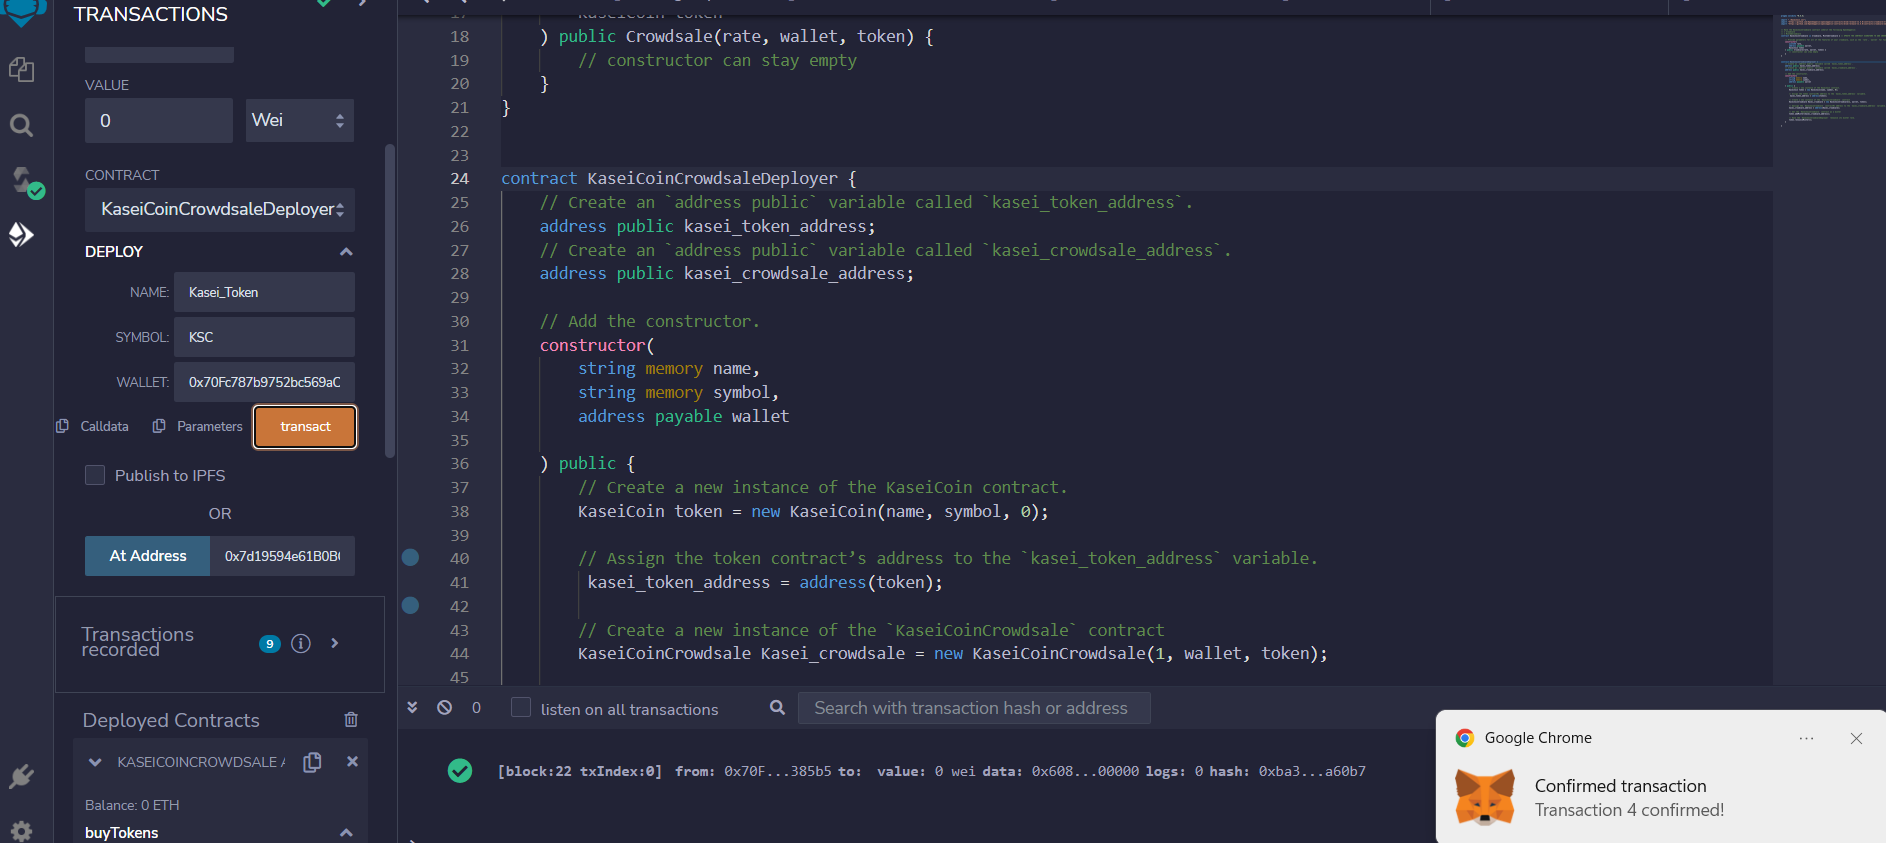 TRANSACTIONS
VALUE
0
Wei
CONTRACT
KaseiCoinCrowdsaleDeployer
DEPLOY
NAME:
Kasei_Token
SYMBOL:
KSC
WALLET:
0x70Fc787b9752bc569aC
Calldata
Parameters
transact
Publish to IPFS
OR
At Address
0x7d19594e61B0B
Transactions
recorded
9
Deployed Contracts
KASEICOINCROWDSALE A
Balance: 0 ETH
buyTokens
17 KaseiCoin token
18 ) public Crowdsale(rate, wallet, token) {
19 // constructor can stay empty
20 }
21 }
22
23
24 contract KaseiCoinCrowdsaleDeployer {
25 // Create an `address public` variable called `kasei_token_address`.
26 address public kasei_token_address;
27 // Create an `address public` variable called `kasei_crowdsale_address`.
28 address public kasei_crowdsale_address;
29
30 // Add the constructor.
31 constructor(
32 string memory name,
33 string memory symbol,
34 address payable wallet
35
36 ) public {
37 // Create a new instance of the KaseiCoin contract.
38 KaseiCoin token = new KaseiCoin(name, symbol, 0);
39
40 // Assign the token contract’s address to the `kasei_token_address` variable.
41 kasei_token_address = address(token);
42
43 // Create a new instance of the `KaseiCoinCrowdsale` contract
44 KaseiCoinCrowdsale Kasei_crowdsale = new KaseiCoinCrowdsale(1, wallet, token);
45
0
listen on all transactions
Search with transaction hash or address
[block:22 txIndex:0] from: 0x70F...385b5 to: value: 0 wei data: 0x608...00000 logs: 0 hash: 0xba3...a60b7
Google Chrome
Confirmed transaction
Transaction 4 confirmed!